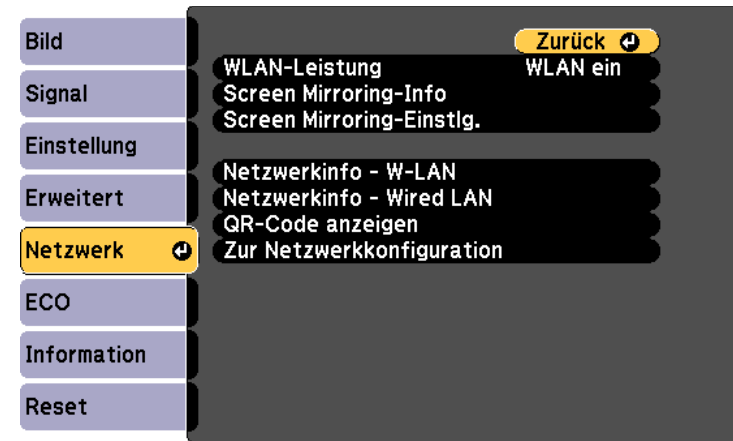 Bild
Signal
Einstellung
Erweitert
Netzwerk
ECO
Information
Reset
Zurück
WLAN-Leistung WLAN ein
Screen Mirroring-Info
Screen Mirroring-Einstlg.
Netzwerkinfo - W-LAN
Netzwerkinfo - Wired LAN
QR-Code anzeigen
Zur Netzwerkkonfiguration